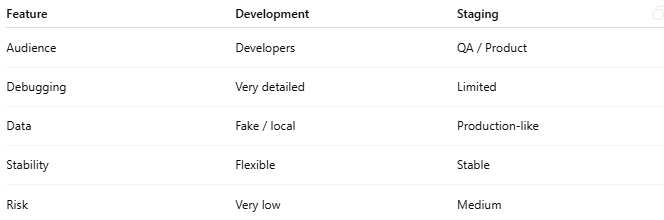 Feature Development Staging
Audience Developers QA / Product
Debugging Very detailed Limited
Data Fake / local Production-like
Stability Flexible Stable
Risk Very low Medium